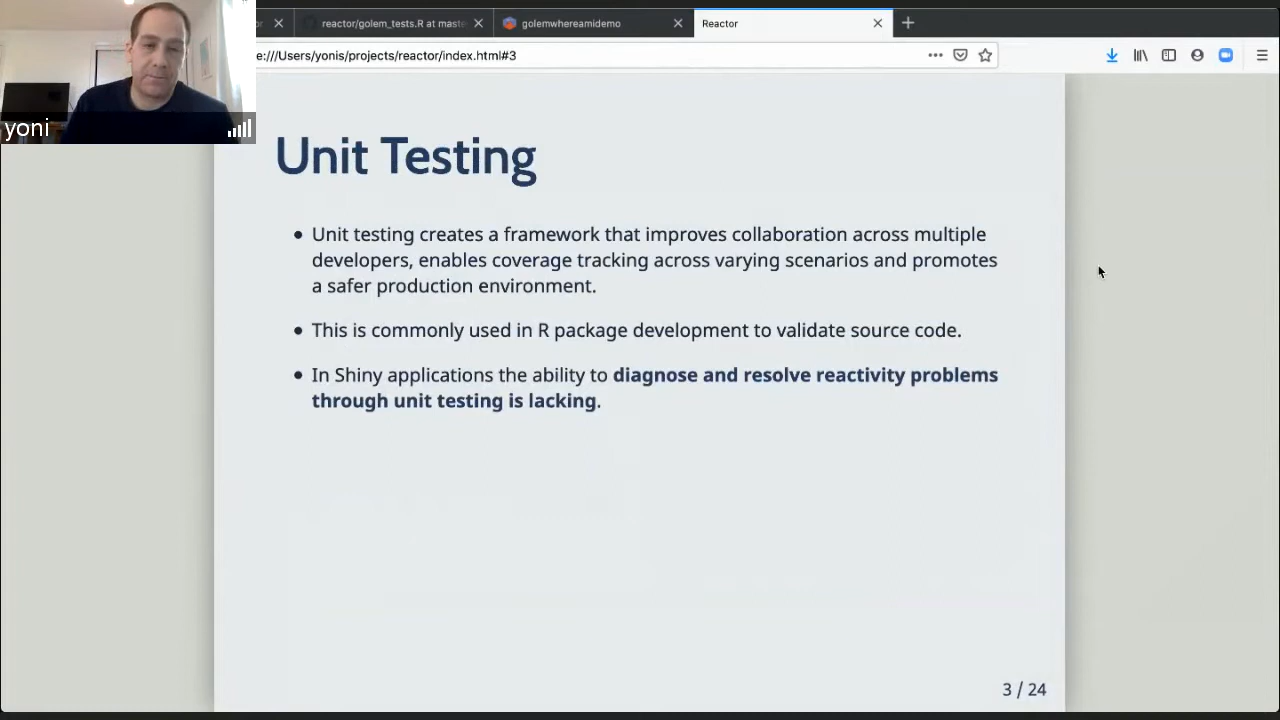 or
reactor/golem_tests.R at maste
golemwhereamidemo
Reactor
e:///Users/yonis/projects/reactor/index.html#3
yoni
Unit Testing
• Unit testing creates a framework that improves collaboration across multiple
developers, enables coverage tracking across varying scenarios and promotes
a safer production environment.
• This is commonly used in R package development to validate source code.
• In Shiny applications the ability to diagnose and resolve reactivity problems
through unit testing is lacking.
3 / 24